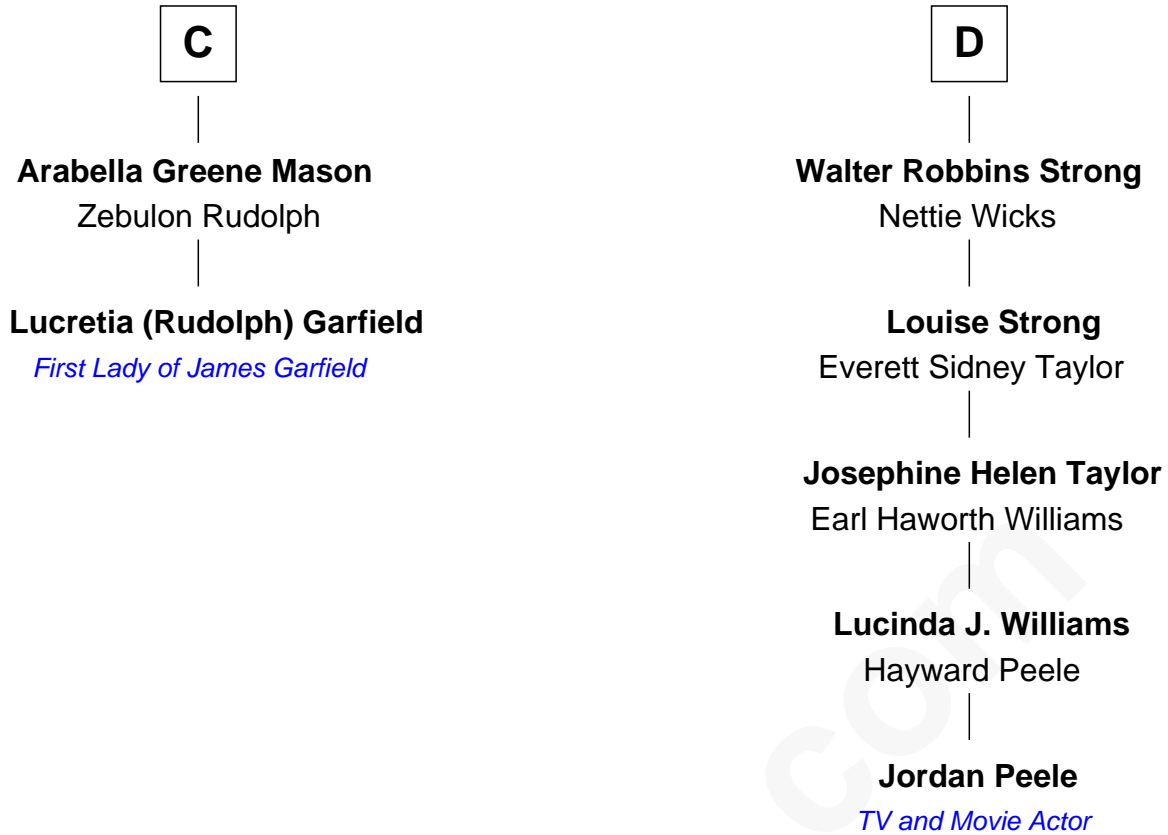 C
Arabella Greene Mason
Zebulon Rudolph
Lucretia (Rudolph) Garfield
First Lady of James Garfield
D
Walter Robbins Strong
Nettie Wicks
Louise Strong
Everett Sidney Taylor
Josephine Helen Taylor
Earl Haworth Williams
Lucinda J. Williams
Hayward Peele
Jordan Peele
TV and Movie Actor
com